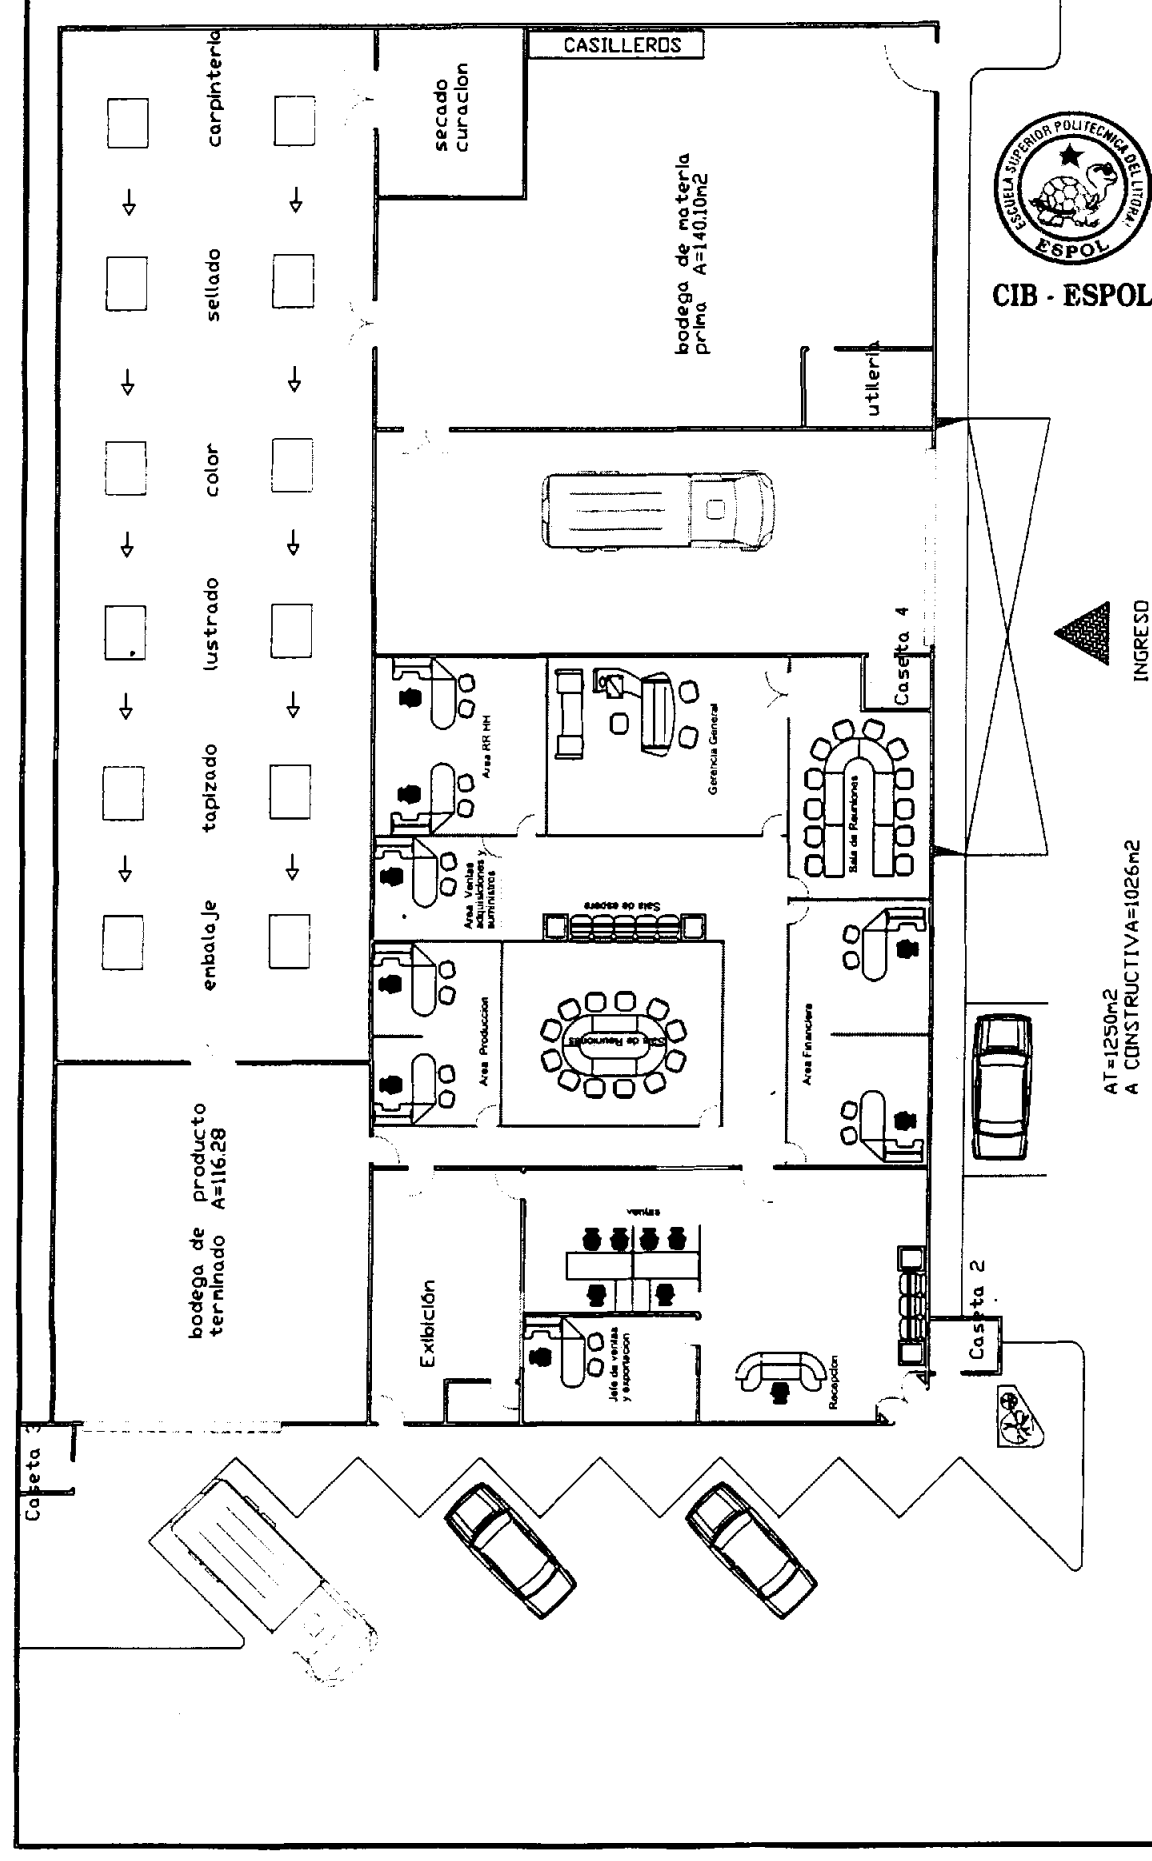 carpinteria
sellado
color
lustrado
tapizado
embalaje
CASILLEROS
secado
curacion
bodega de materia
prima A=140.10m2
utileria
ESCUELA SUPERIOR POLITECNICA DEL LITORAL
ESPOL
CIB - ESPOL
Caseta 4
INGRESO
Area RR HH
Gerencia General
Sala de Reuniones
Area Ventas
adquisiciones y
suministros
Sala de espera
Area Produccion
Sala de Reuniones
Area Financiera
AT=1250m2
A CONSTRUCTIVA=1026m2
bodega de producto
terminado A=116.28
Exibición
Jefe de ventas
y exportacion
Recepcion
Caseta 2
Caseta 3